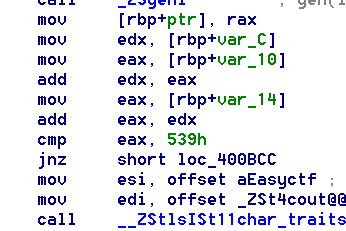 call _ZSgeni ; gen(i
mov [rbp+ptr], rax
mov edx, [rbp+var_C]
mov eax, [rbp+var_10]
add edx, eax
mov eax, [rbp+var_14]
add eax, edx
cmp eax, 539h
jnz short loc_400BCC
mov esi, offset aEasyctf ;
mov edi, offset _ZSt4cout@@
call __ZStlsISt11char_traits